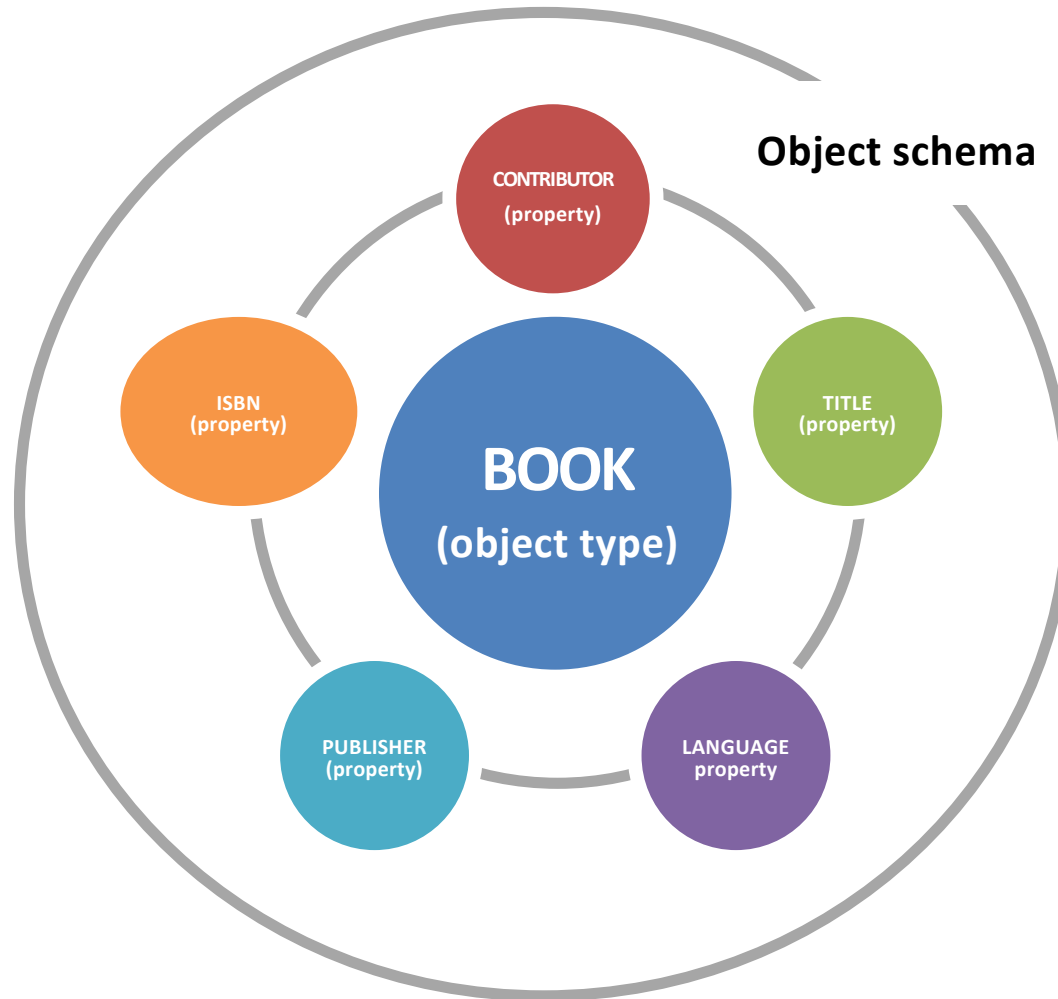 Object schema
CONTRIBUTOR
(property)
ISBN
(property)
TITLE
(property)
BOOK
(object type)
PUBLISHER
(property)
LANGUAGE
property